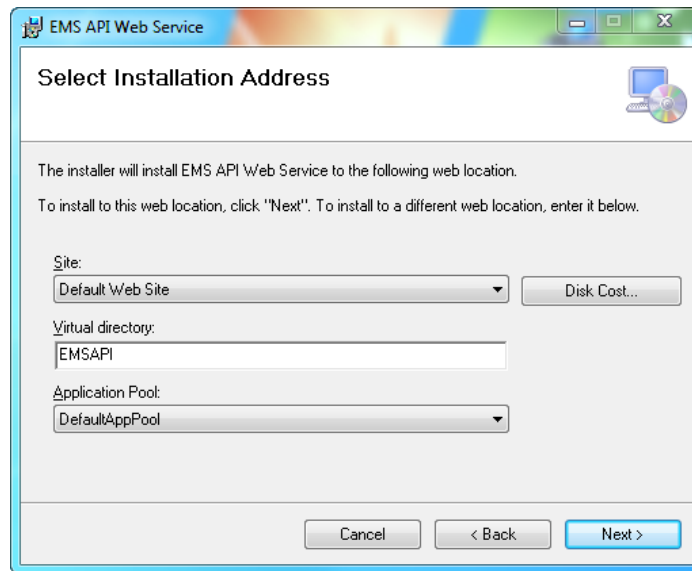 EMS API Web Service
Select Installation Address
The installer will install EMS API Web Service to the following web location.
To install to this web location, click "Next". To install to a different web location, enter it below.
Site:
Default Web Site
Disk Cost...
Virtual directory:
EMSAPI
Application Pool:
DefaultAppPool
Cancel
< Back
Next >